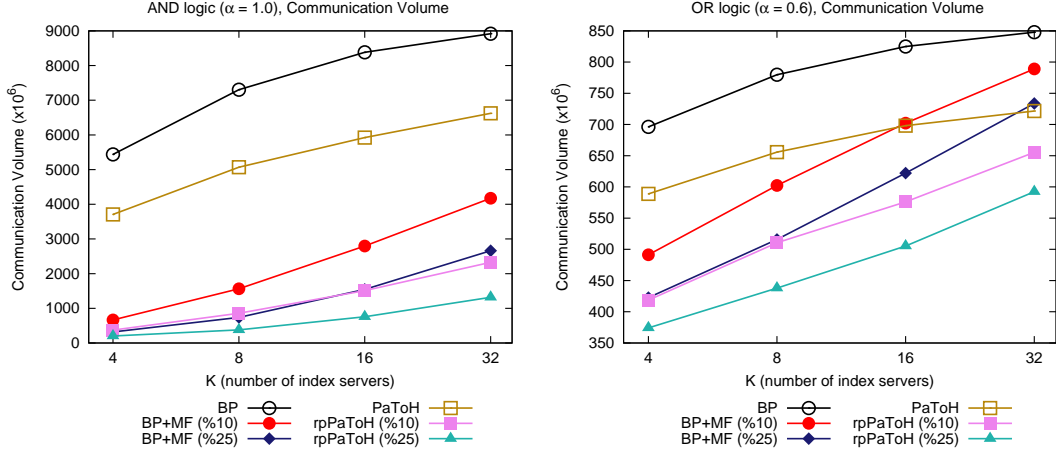 AND logic (α = 1.0), Communication Volume
Communication Volume (x10^6)
9000
8000
7000
6000
5000
4000
3000
2000
1000
0
4 8 16 32
K (number of index servers)
BP
BP+MF (%10)
BP+MF (%25)
PaToH
rpPaToH (%10)
rpPaToH (%25)
OR logic (α = 0.6), Communication Volume
Communication Volume (x10^6)
850
800
750
700
650
600
550
500
450
400
350
4 8 16 32
K (number of index servers)
BP
BP+MF (%10)
BP+MF (%25)
PaToH
rpPaToH (%10)
rpPaToH (%25)